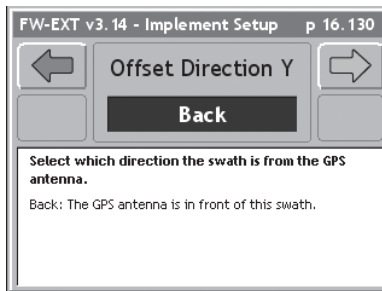 FW-EXT v3.14 - Implement Setup p 16.130
Offset Direction Y
Back
Select which direction the swath is from the GPS
antenna.
Back: The GPS antenna is in front of this swath.